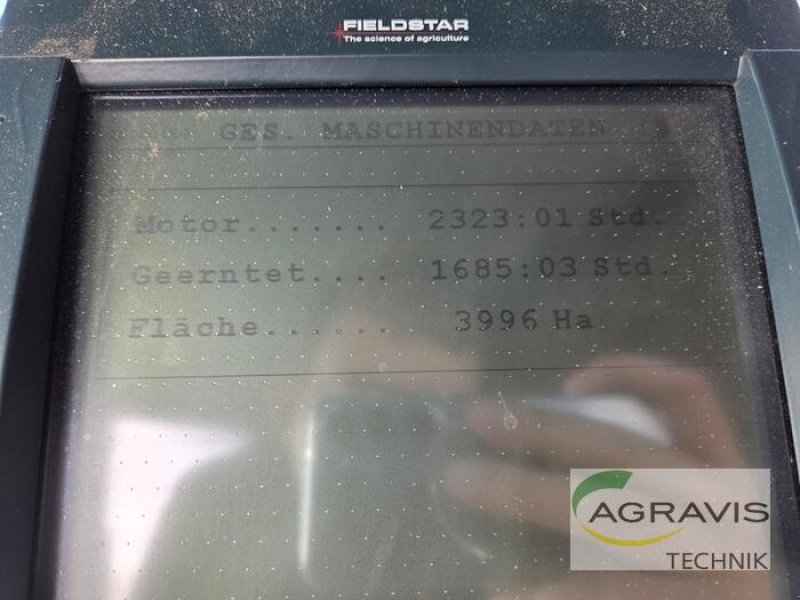 FIELDSTAR
The science of agriculture
GES. MASCHINENDATEN
Motor....... 2323:01 Std.
Geerntet.... 1685:03 Std.
Fläche...... 3996 Ha
AGRAVIS
TECHNIK